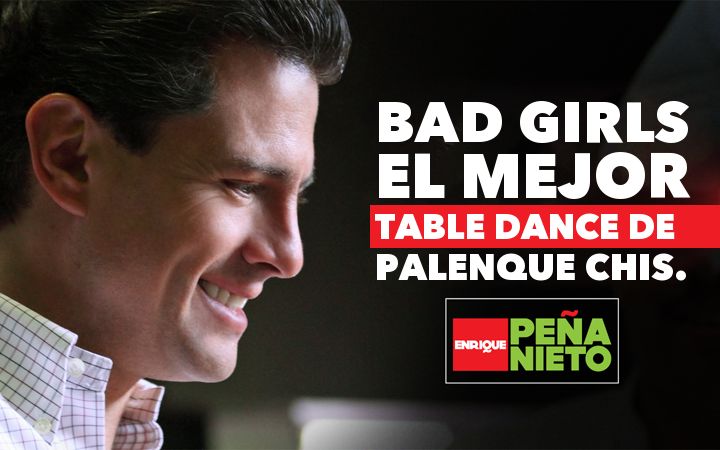 BAD GIRLS
EL MEJOR
TABLE DANCE DE
PALENQUE CHIS.
ENRIQUE
PEÑA
NIETO